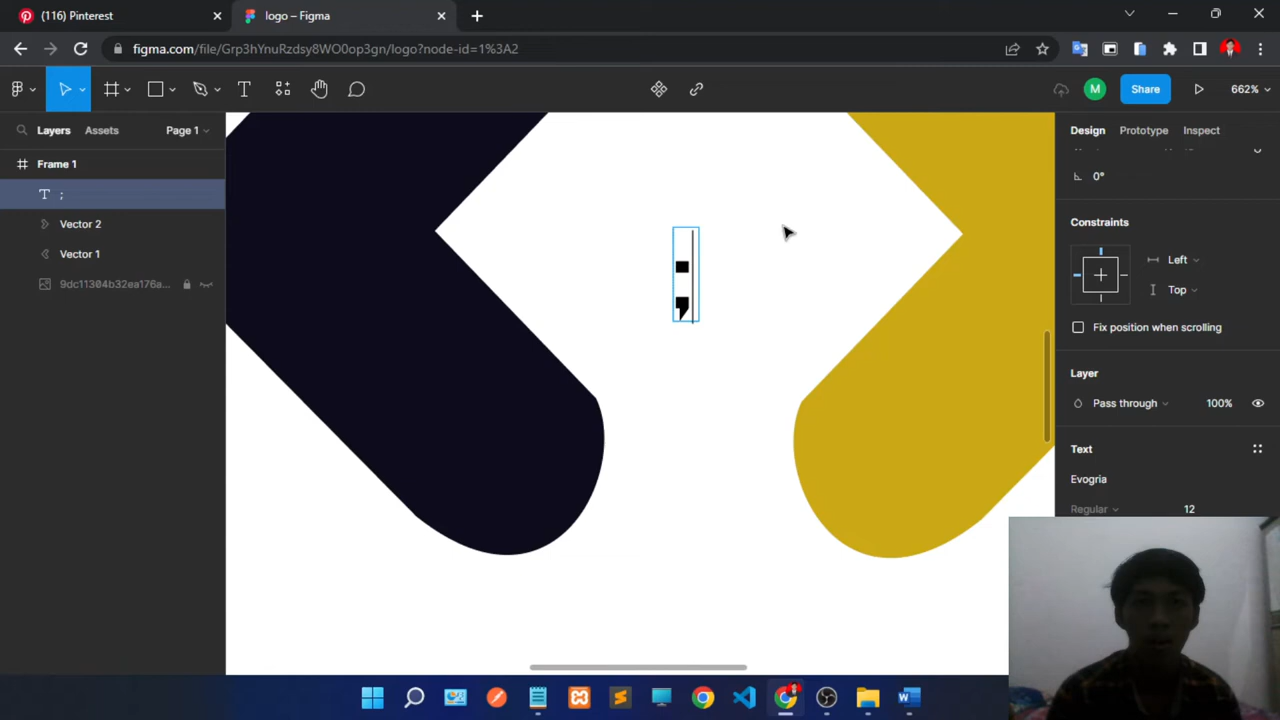 (116) Pinterest
logo – Figma
figma.com/file/Grp3hYnuRzdsy8WO0op3gn/logo?node-id=1%3A2
M
Share
662%
Layers
Assets
Page 1
Design
Prototype
Inspect
Frame 1
;
Vector 2
Vector 1
9dc11304b32ea176a...
;
0°
Constraints
Left
Top
Fix position when scrolling
Layer
Pass through
100%
Text
Evogria
Regular
12